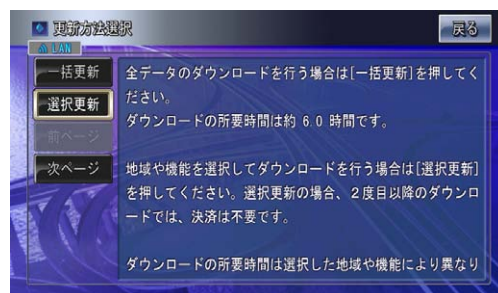 更新方法選択
戻る
LAN
一括更新
選択更新
前ページ
次ページ
全データのダウンロードを行う場合は[一括更新]を押してく
ださい。
ダウンロードの所要時間は約 6.0 時間です。
地域や機能を選択してダウンロードを行う場合は[選択更新]
を押してください。選択更新の場合、２度目以降のダウンロ
ードでは、決済は不要です。
ダウンロードの所要時間は選択した地域や機能により異なり